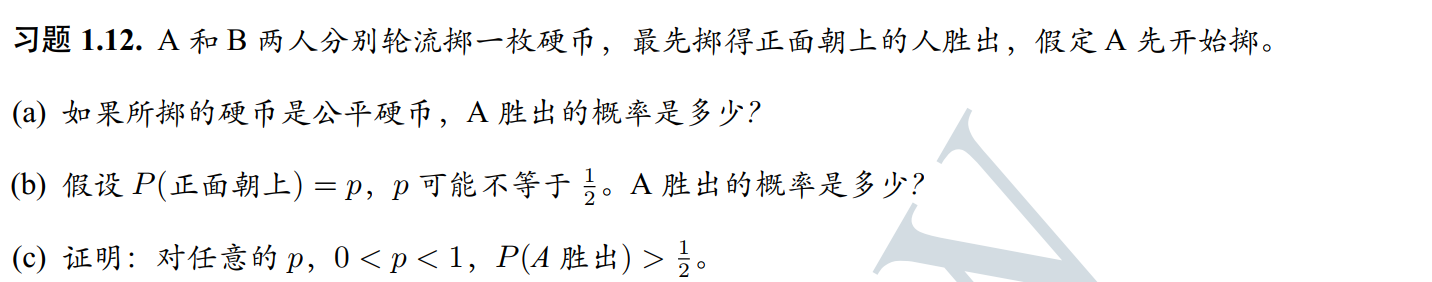 习题 1.12. A 和 B 两人分别轮流掷一枚硬币，最先掷得正面朝上的人胜出，假定 A 先开始掷。
(a) 如果所掷的硬币是公平硬币，A 胜出的概率是多少?
(b) 假设 P(正面朝上) = p，p 可能不等于 1/2。A 胜出的概率是多少?
(c) 证明：对任意的 p，0 < p < 1，P(A 胜出) > 1/2。